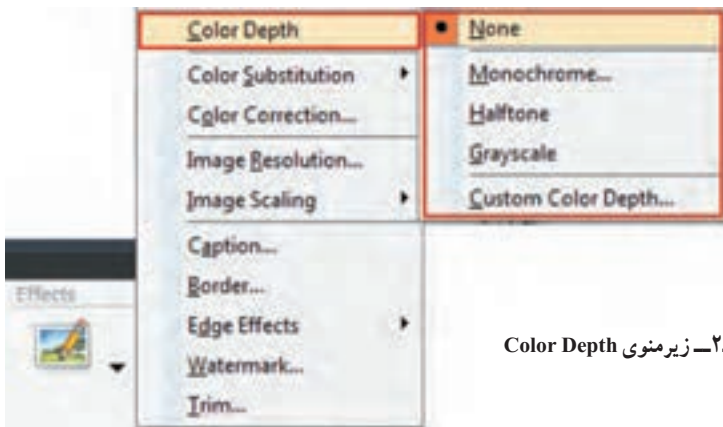 Color Depth
Color Substitution
Color Correction...
Image Resolution...
Image Scaling
Caption...
Border...
Edge Effects
Watermark...
Trim...
None
Monochrome...
Halftone
Grayscale
Custom Color Depth...
Effects
۲ـ زیرمنوی Color Depth